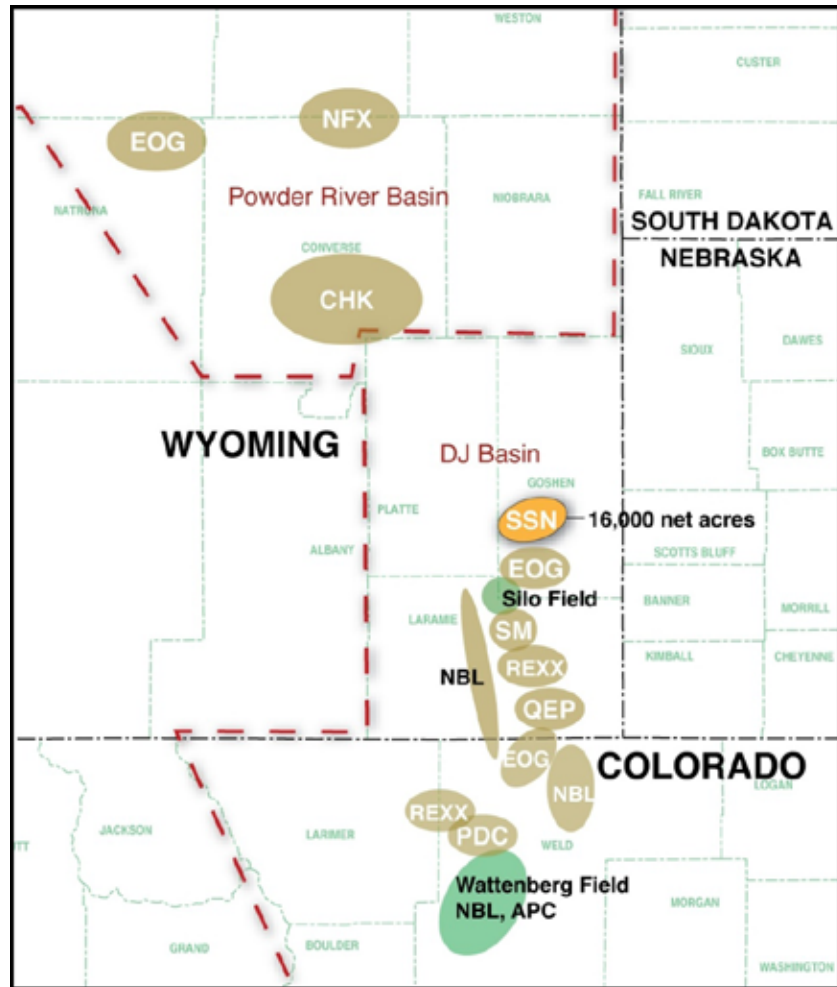 WESTON
CUSTER
NFX
EOG
Powder River Basin
NIOBRARA
FALL RIVER
NATRONA
SOUTH DAKOTA
CONVERSE
NEBRASKA
CHK
SIOUX
DAWES
WYOMING
DJ Basin
BOX BUTTE
GOSHEN
PLATTE
SSN
16,000 net acres
ALBANY
SCOTTS BLUFF
EOG
Silo Field
BANNER
MORRILL
LARAMIE
SM
KIMBALL
CHEYENNE
NBL
REXX
QEP
EOG
COLORADO
NBL
LOGAN
REXX
JACKSON
LARIMER
PDC
UTT
WELD
Wattenberg Field
NBL, APC
MORGAN
GRAND
BOULDER
WASHINGTON